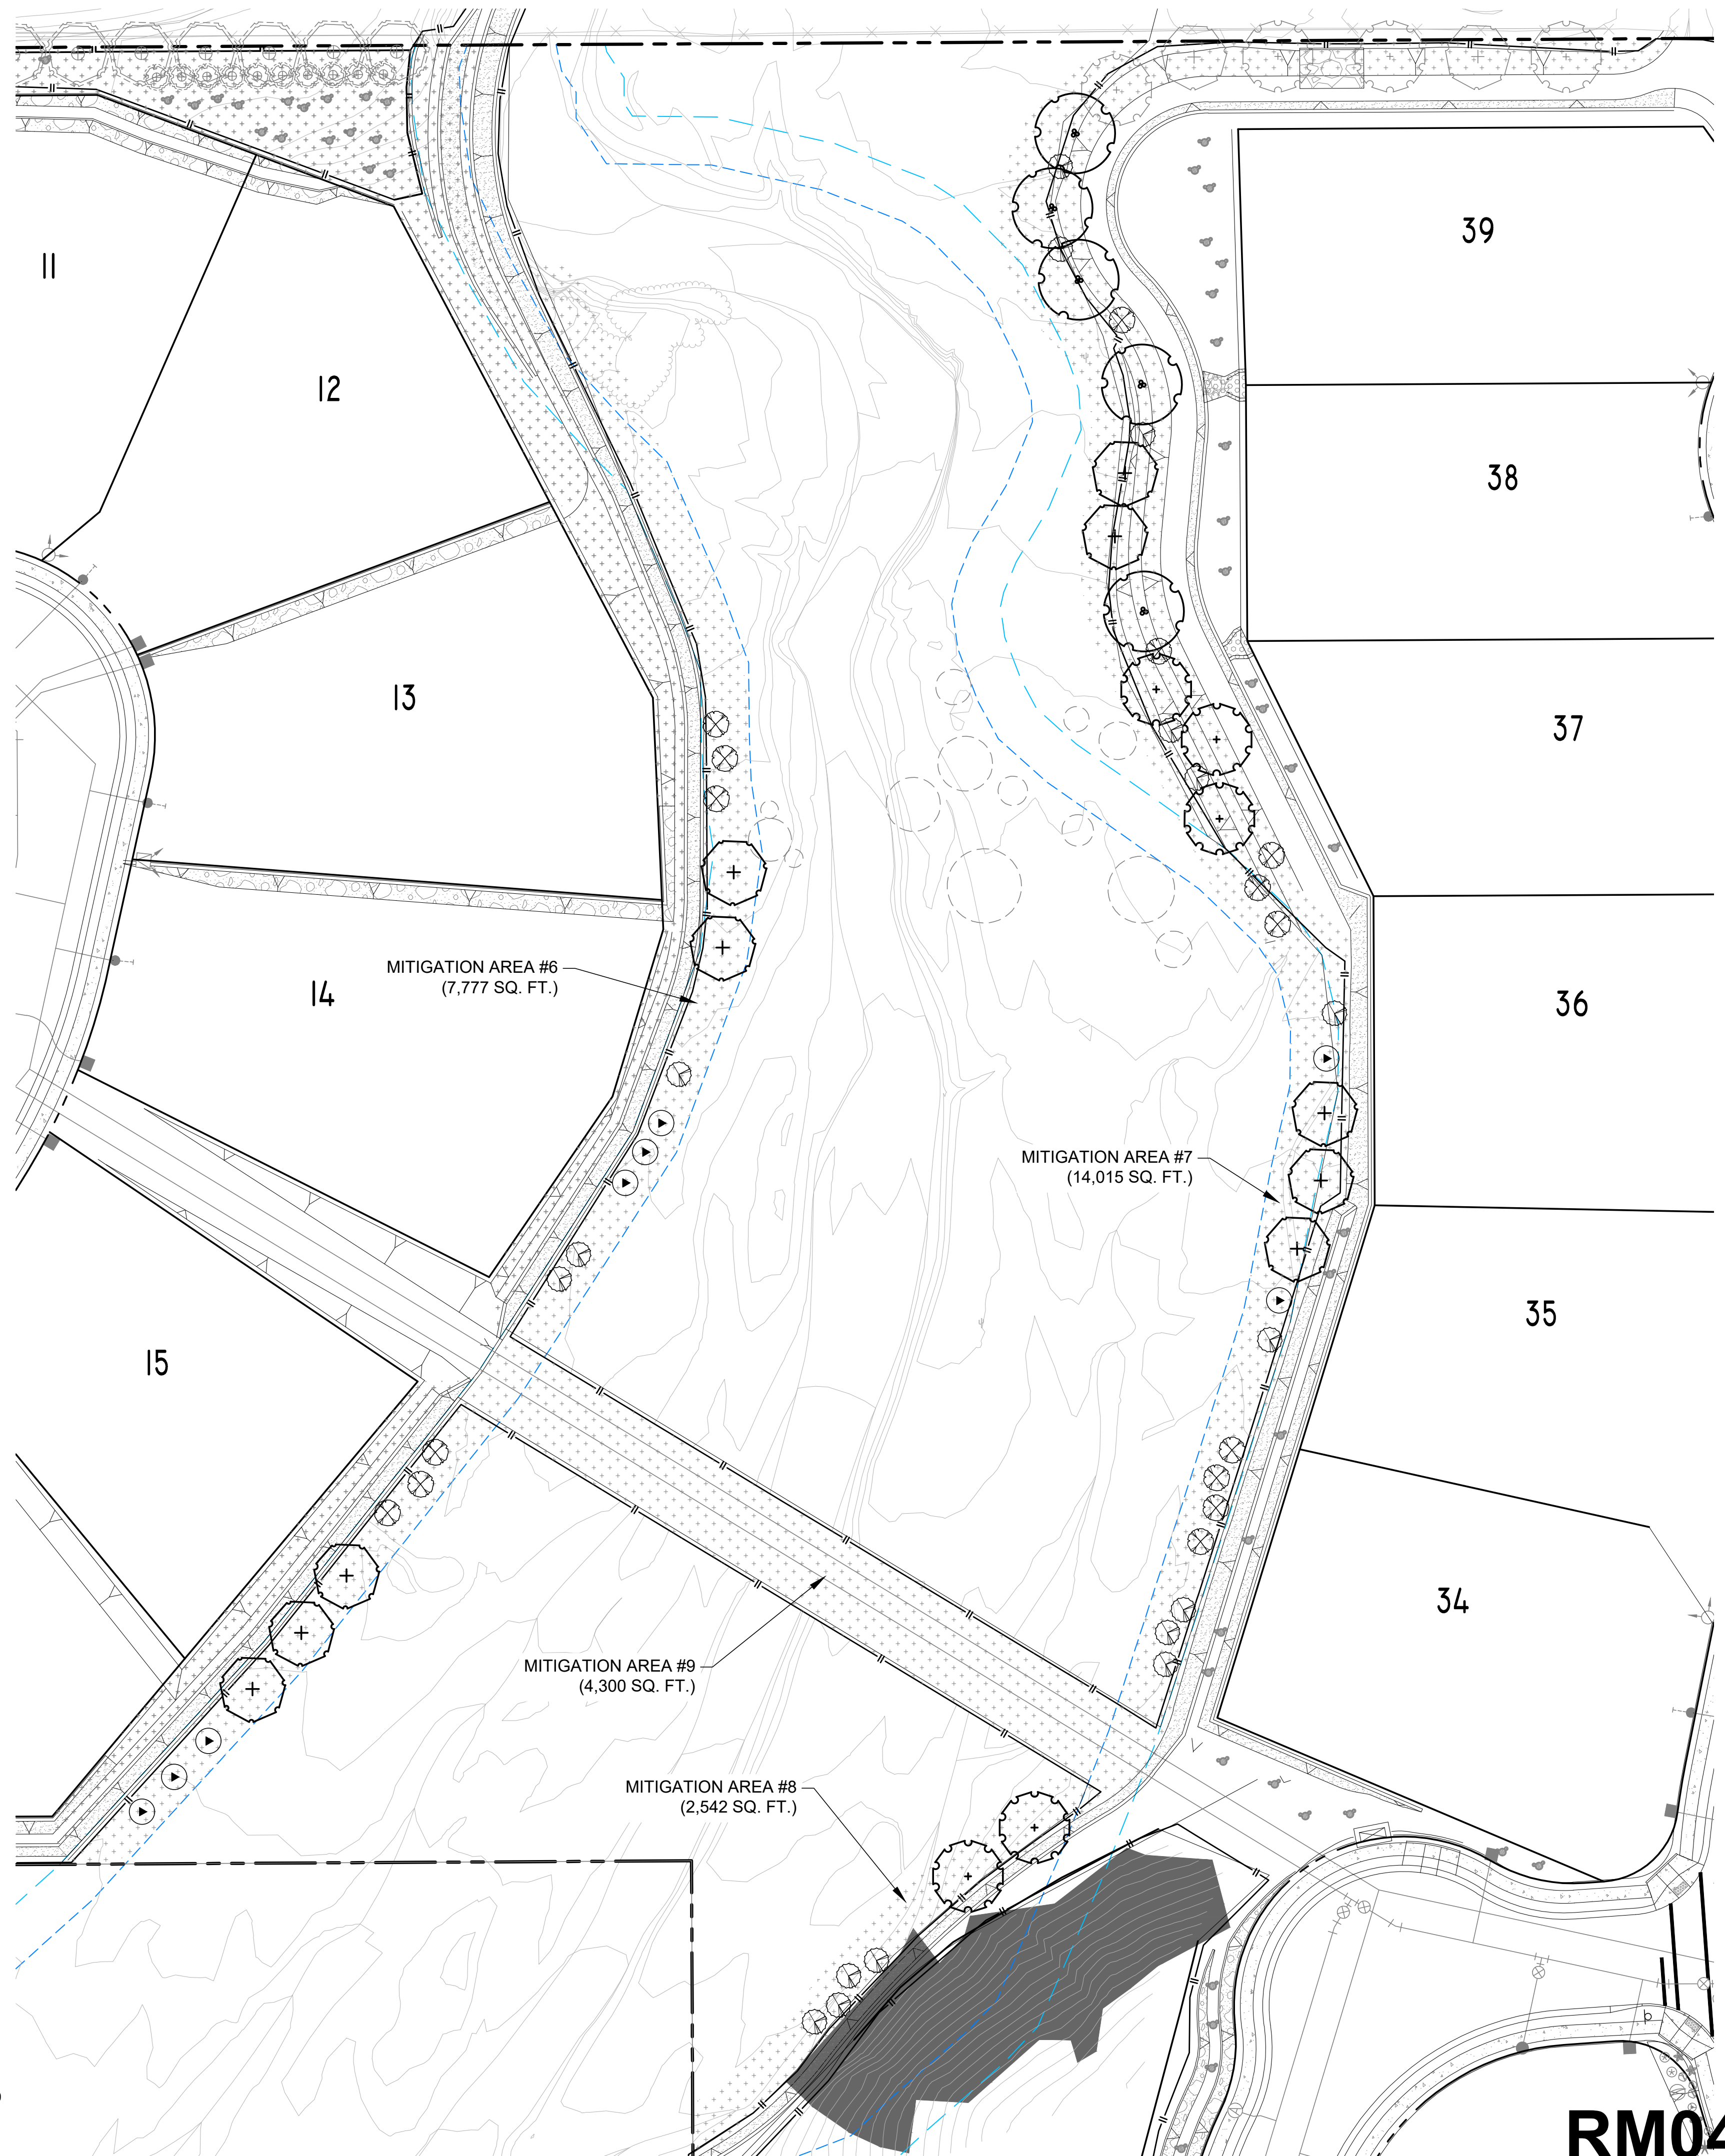 39
11
12
38
13
37
MITIGATION AREA #6
(7,777 SQ. FT.)
14
36
MITIGATION AREA #7
(14,015 SQ. FT.)
35
15
34
MITIGATION AREA #9
(4,300 SQ. FT.)
MITIGATION AREA #8
(2,542 SQ. FT.)
RM04